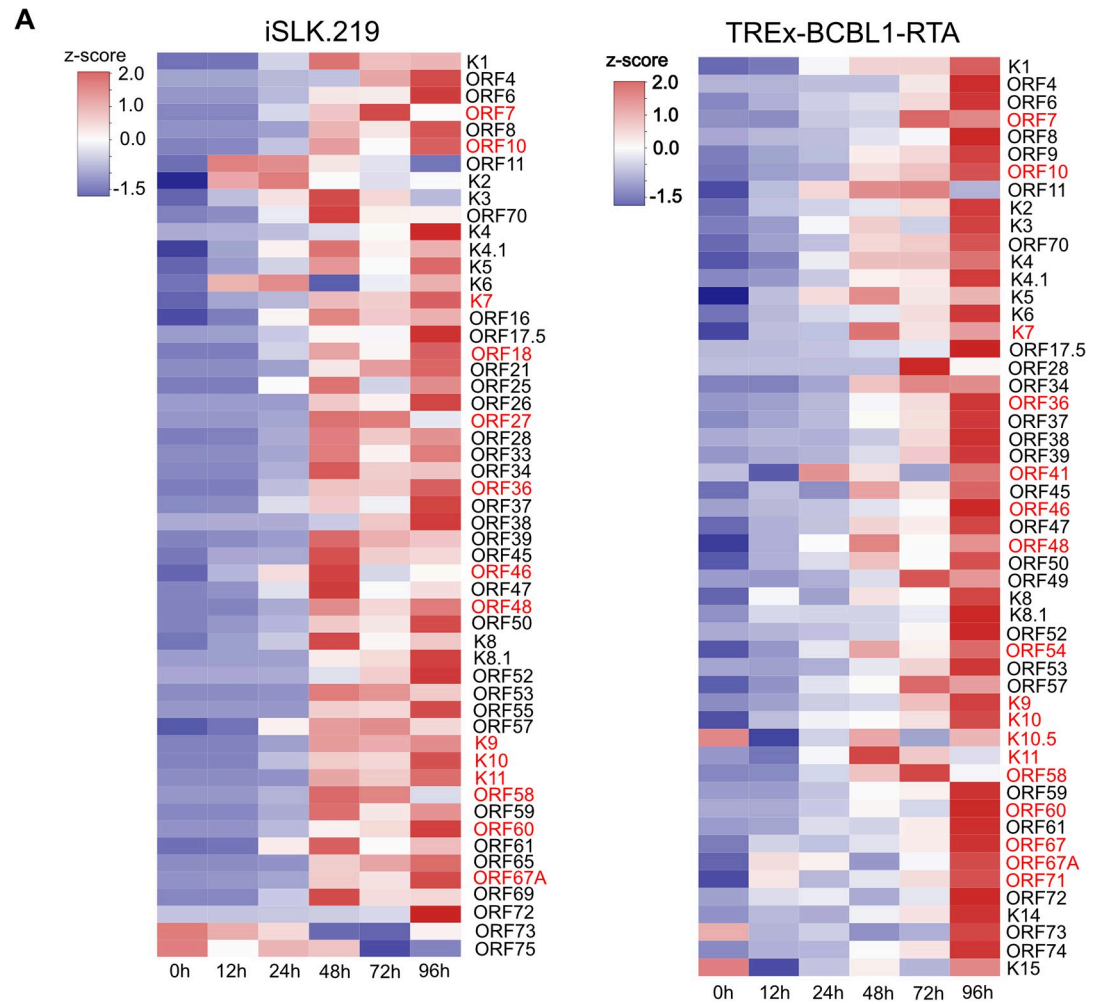 A
iSLK.219
z-score
2.0
1.0
0.0
-1.5
K1
ORF4
ORF6
ORF7
ORF8
ORF10
ORF11
K2
K3
ORF70
K4
K4.1
K5
K6
K7
ORF16
ORF17.5
ORF18
ORF21
ORF25
ORF26
ORF27
ORF28
ORF33
ORF34
ORF36
ORF37
ORF38
ORF39
ORF45
ORF46
ORF47
ORF48
ORF50
K8
K8.1
ORF52
ORF53
ORF55
ORF57
K9
K10
K11
ORF58
ORF59
ORF60
ORF61
ORF65
ORF67A
ORF69
ORF72
ORF73
ORF75
0h 12h 24h 48h 72h 96h
TREx-BCBL1-RTA
z-score
2.0
1.0
0.0
-1.5
K1
ORF4
ORF6
ORF7
ORF8
ORF9
ORF10
ORF11
K2
K3
ORF70
K4
K4.1
K5
K6
K7
ORF17.5
ORF28
ORF34
ORF36
ORF37
ORF38
ORF39
ORF41
ORF45
ORF46
ORF47
ORF48
ORF50
ORF49
K8
K8.1
ORF52
ORF54
ORF53
ORF57
K9
K10
K10.5
K11
ORF58
ORF59
ORF60
ORF61
ORF67
ORF67A
ORF71
ORF72
K14
ORF73
ORF74
K15
0h 12h 24h 48h 72h 96h